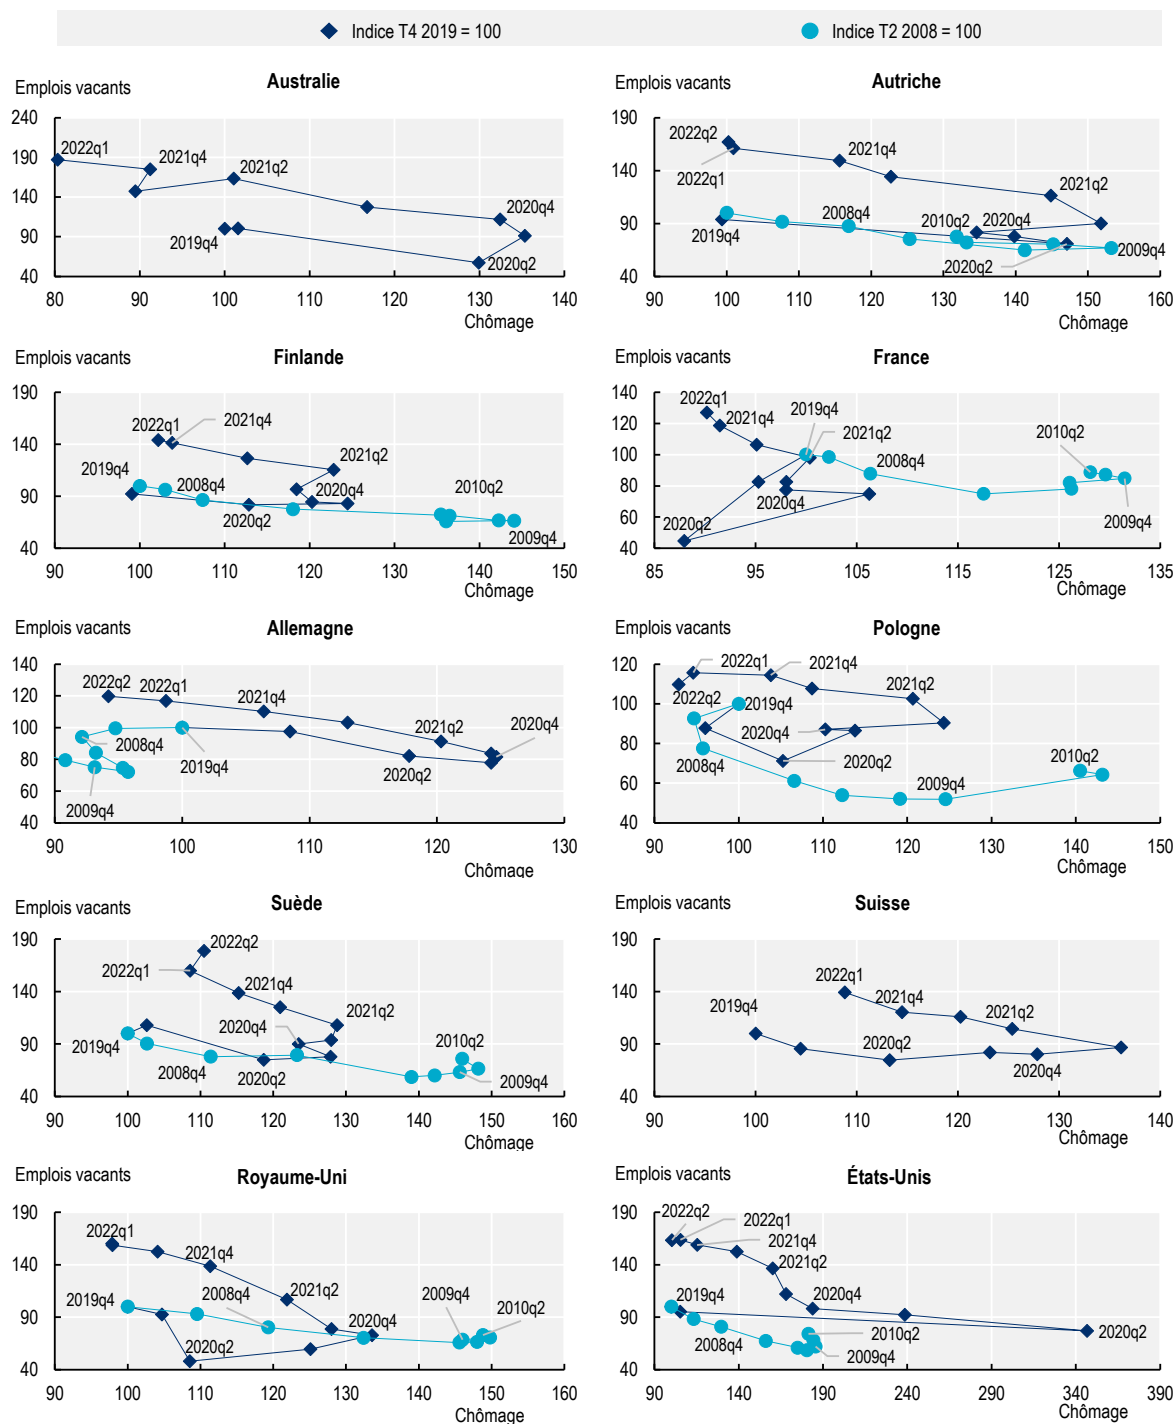 Indice T4 2019 = 100
Indice T2 2008 = 100
Emplois vacants
Australie
240
190
140
90
40
2022q1
2021q4
2021q2
2020q4
2019q4
2020q2
80 90 100 110 120 130 140
Chômage
Emplois vacants
Autriche
190
140
90
40
2022q2
2021q4
2022q1
2021q2
2008q4
2010q2
2020q4
2019q4
2020q2
2009q4
90 100 110 120 130 140 150 160
Chômage
Emplois vacants
Finlande
190
140
90
40
2022q1
2021q4
2021q2
2019q4
2008q4
2020q4
2010q2
2020q2
2009q4
90 100 110 120 130 140 150
Chômage
Emplois vacants
France
140
120
100
80
60
40
2022q1
2019q4
2021q4
2021q2
2008q4
2010q2
2020q4
2020q2
2009q4
85 95 105 115 125 135
Chômage
Emplois vacants
Allemagne
140
120
100
80
60
40
2022q2
2022q1
2021q4
2021q2
2020q4
2008q4
2019q4
2020q2
2009q4
90 100 110 120 130
Chômage
Emplois vacants
Pologne
120
100
80
60
40
2022q1
2021q4
2022q2
2019q4
2021q2
2020q4
2008q4
2020q2
2009q4
2010q2
90 100 110 120 130 140 150
Chômage
Emplois vacants
Suède
190
140
90
40
2022q2
2022q1
2021q4
2021q2
2020q4
2010q2
2019q4
2008q4
2020q2
2009q4
90 100 110 120 130 140 150 160
Chômage
Emplois vacants
Suisse
190
140
90
40
2022q1
2019q4
2021q4
2021q2
2020q2
2020q4
90 100 110 120 130 140
Chômage
Emplois vacants
Royaume-Uni
190
140
90
40
2022q1
2021q4
2019q4
2008q4
2021q2
2020q4
2009q4
2010q2
2020q2
90 100 110 120 130 140 150 160
Chômage
Emplois vacants
États-Unis
190
140
90
40
2022q2
2022q1
2021q4
2021q2
2019q4
2020q4
2020q2
2010q2
2008q4
2009q4
90 140 190 240 290 340 390
Chômage